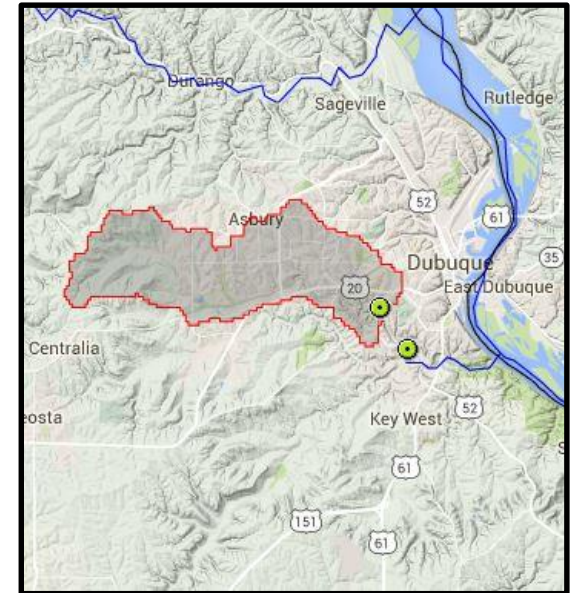 Durango
Sageville
Rutledge
52
61
Asbury
35
Dubuque
20
East Dubuque
Centralia
eosta
52
Key West
61
151
61
S